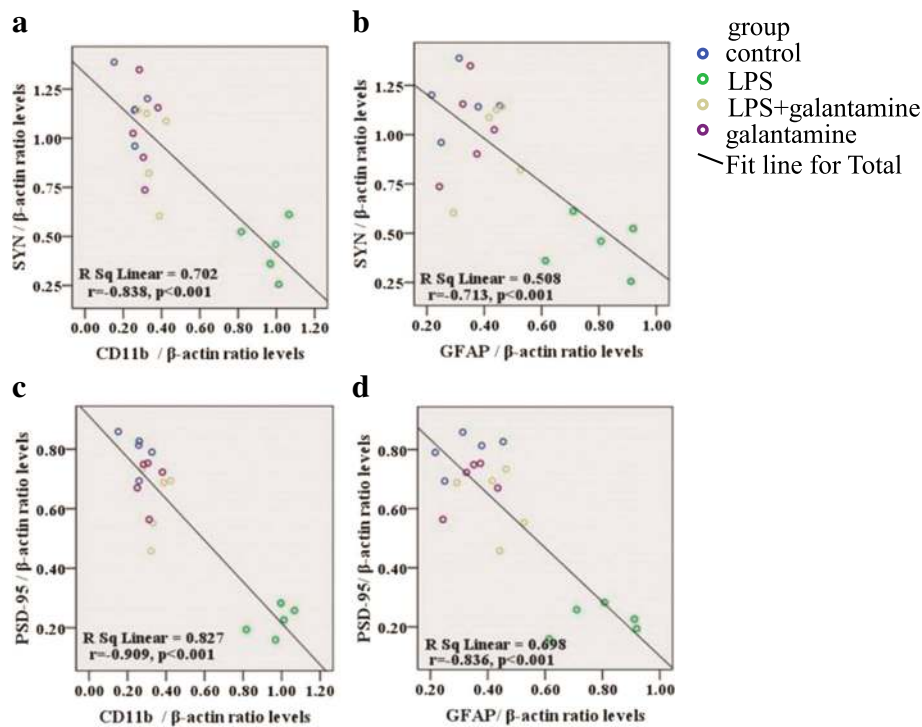 a
SYN / β-actin ratio levels
1.25
1.00
0.75
0.50
0.25
R Sq Linear = 0.702
r=-0.838, p<0.001
0.00 0.20 0.40 0.60 0.80 1.00 1.20
CD11b / β-actin ratio levels
b
SYN / β-actin ratio levels
1.25
1.00
0.75
0.50
0.25
R Sq Linear = 0.508
r=-0.713, p<0.001
0.20 0.40 0.60 0.80 1.00
GFAP / β-actin ratio levels
group
control
LPS
LPS+galantamine
galantamine
Fit line for Total
c
PSD-95 / β-actin ratio levels
0.80
0.60
0.40
0.20
R Sq Linear = 0.827
r=-0.909, p<0.001
0.00 0.20 0.40 0.60 0.80 1.00 1.20
CD11b / β-actin ratio levels
d
PSD-95/ β-actin ratio levels
0.80
0.60
0.40
0.20
R Sq Linear = 0.698
r=-0.836, p<0.001
0.20 0.40 0.60 0.80 1.00
GFAP / β-actin ratio levels